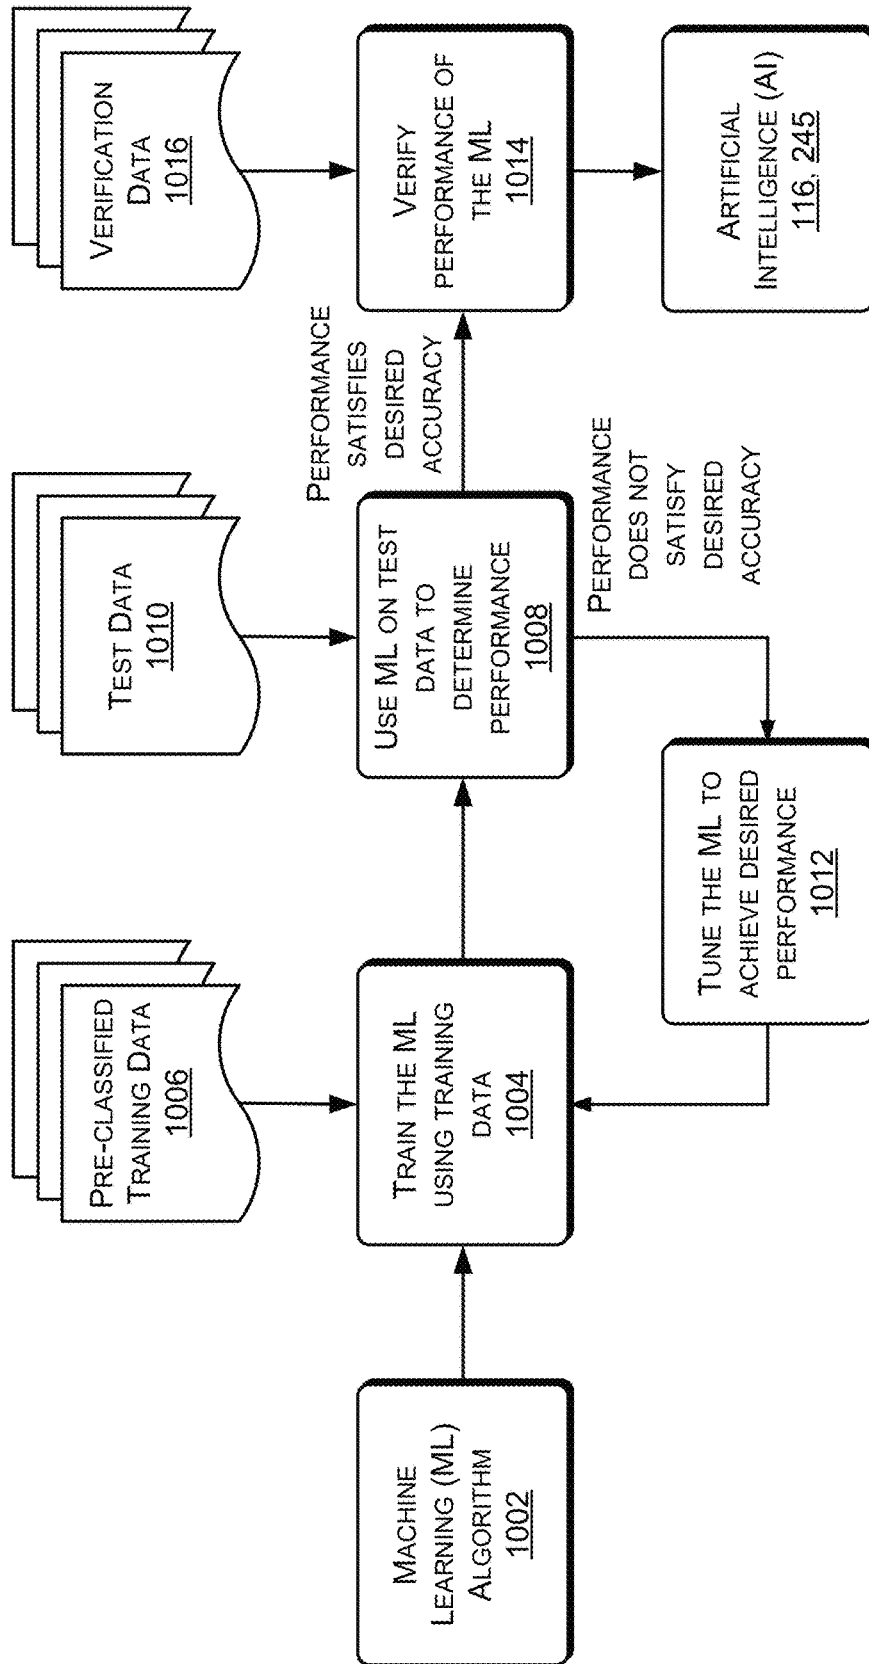 MACHINE
LEARNING (ML)
ALGORITHM
1002
PRE-CLASSIFIED
TRAINING DATA
1006
TRAIN THE ML
USING TRAINING
DATA
1004
TEST DATA
1010
USE ML ON TEST
DATA TO
DETERMINE
PERFORMANCE
1008
PERFORMANCE
DOES NOT
SATISFY
DESIRED
ACCURACY
TUNE THE ML TO
ACHIEVE DESIRED
PERFORMANCE
1012
PERFORMANCE
SATISFIES
DESIRED
ACCURACY
VERIFICATION
DATA
1016
VERIFY
PERFORMANCE OF
THE ML
1014
ARTIFICIAL
INTELLIGENCE (AI)
116, 245